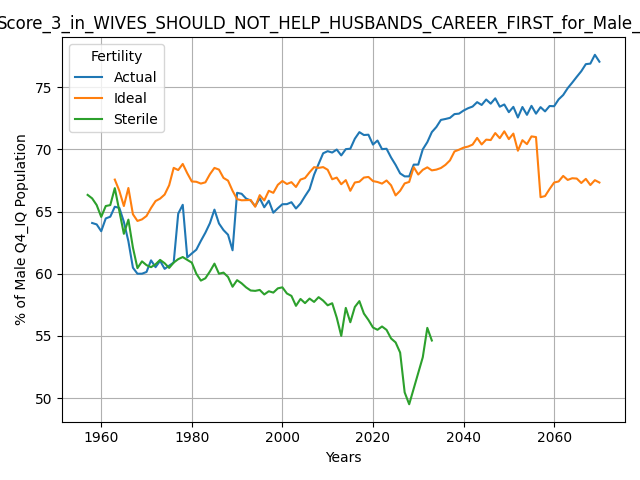 Score_3_in_WIVES_SHOULD_NOT_HELP_HUSBANDS_CAREER_FIRST_for_Male_
Fertility
Actual
Ideal
Sterile
% of Male Q4_IQ Population
75
70
65
60
55
50
1960
1980
2000
2020
2040
2060
Years